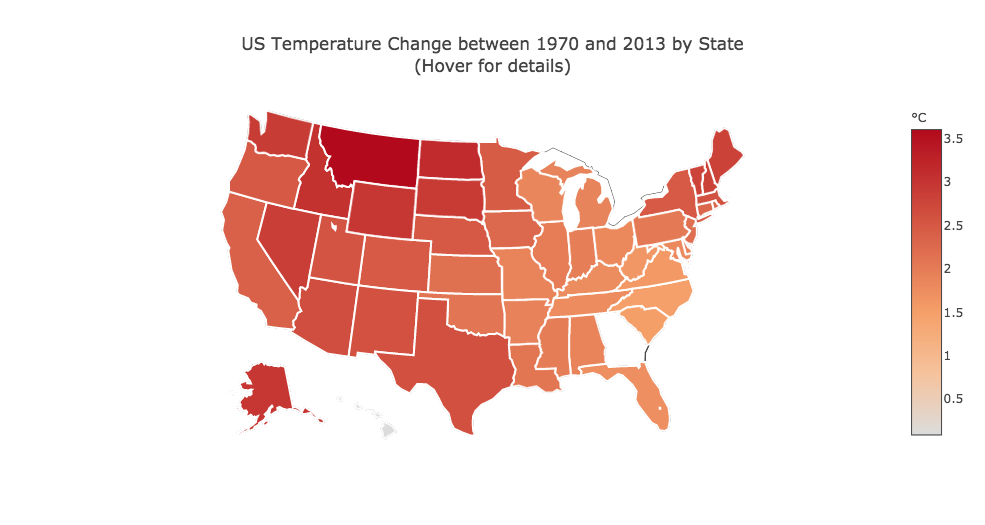 US Temperature Change between 1970 and 2013 by State
(Hover for details)
°C
3.5
3
2.5
2
1.5
1
0.5